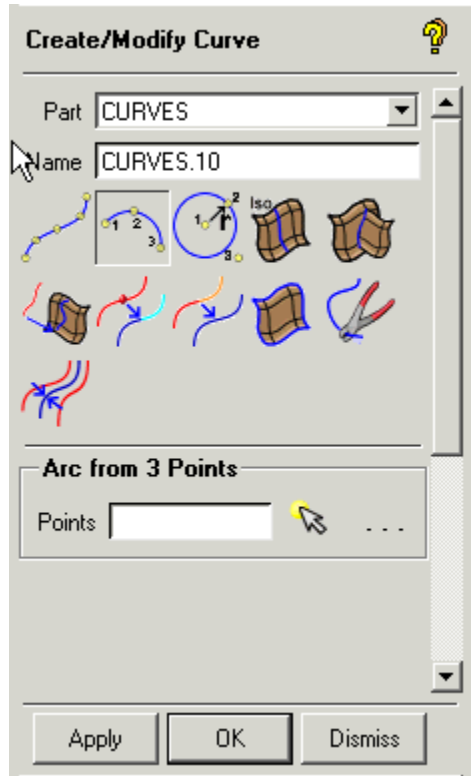 Create/Modify Curve
Part CURVES
Name CURVES.10
1 2 3 1 r 2 3 Iso
Arc from 3 Points
Points ...
Apply OK Dismiss